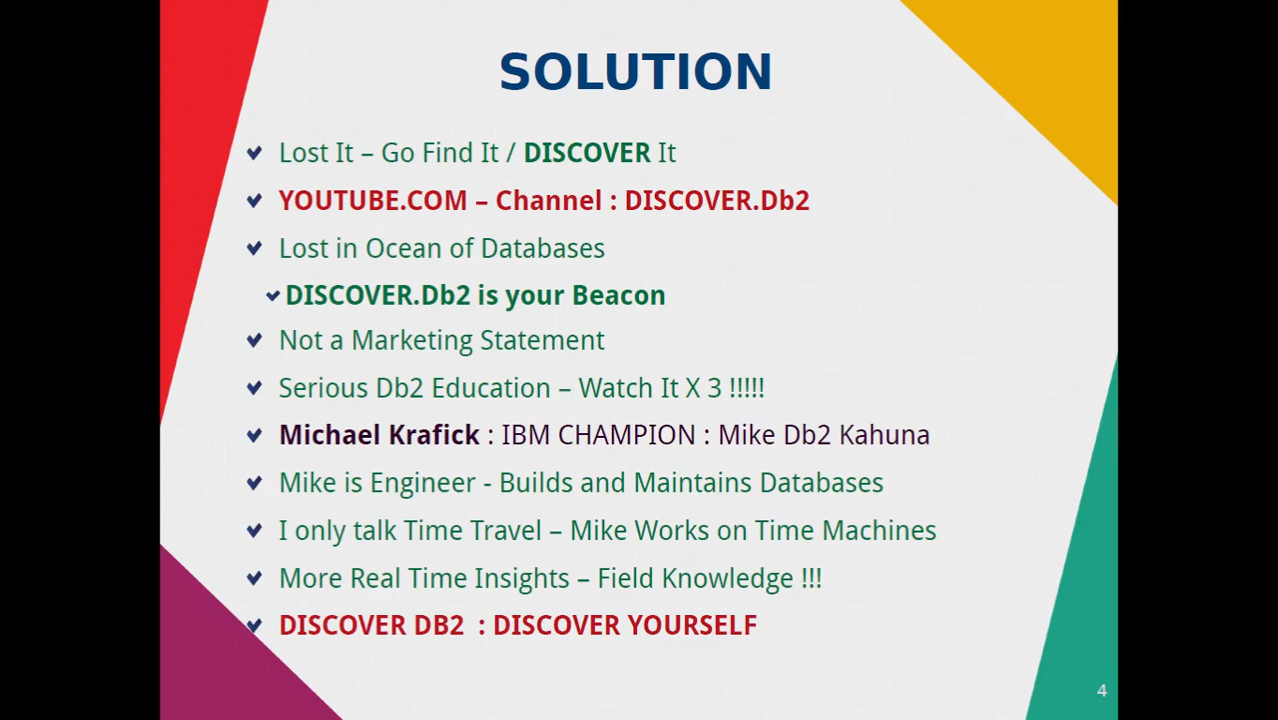 SOLUTION
Lost It – Go Find It / DISCOVER It
YOUTUBE.COM – Channel : DISCOVER.Db2
Lost in Ocean of Databases
DISCOVER.Db2 is your Beacon
Not a Marketing Statement
Serious Db2 Education – Watch It X 3 !!!!!
Michael Krafick : IBM CHAMPION : Mike Db2 Kahuna
Mike is Engineer - Builds and Maintains Databases
I only talk Time Travel – Mike Works on Time Machines
More Real Time Insights – Field Knowledge !!!
DISCOVER DB2  : DISCOVER YOURSELF
4